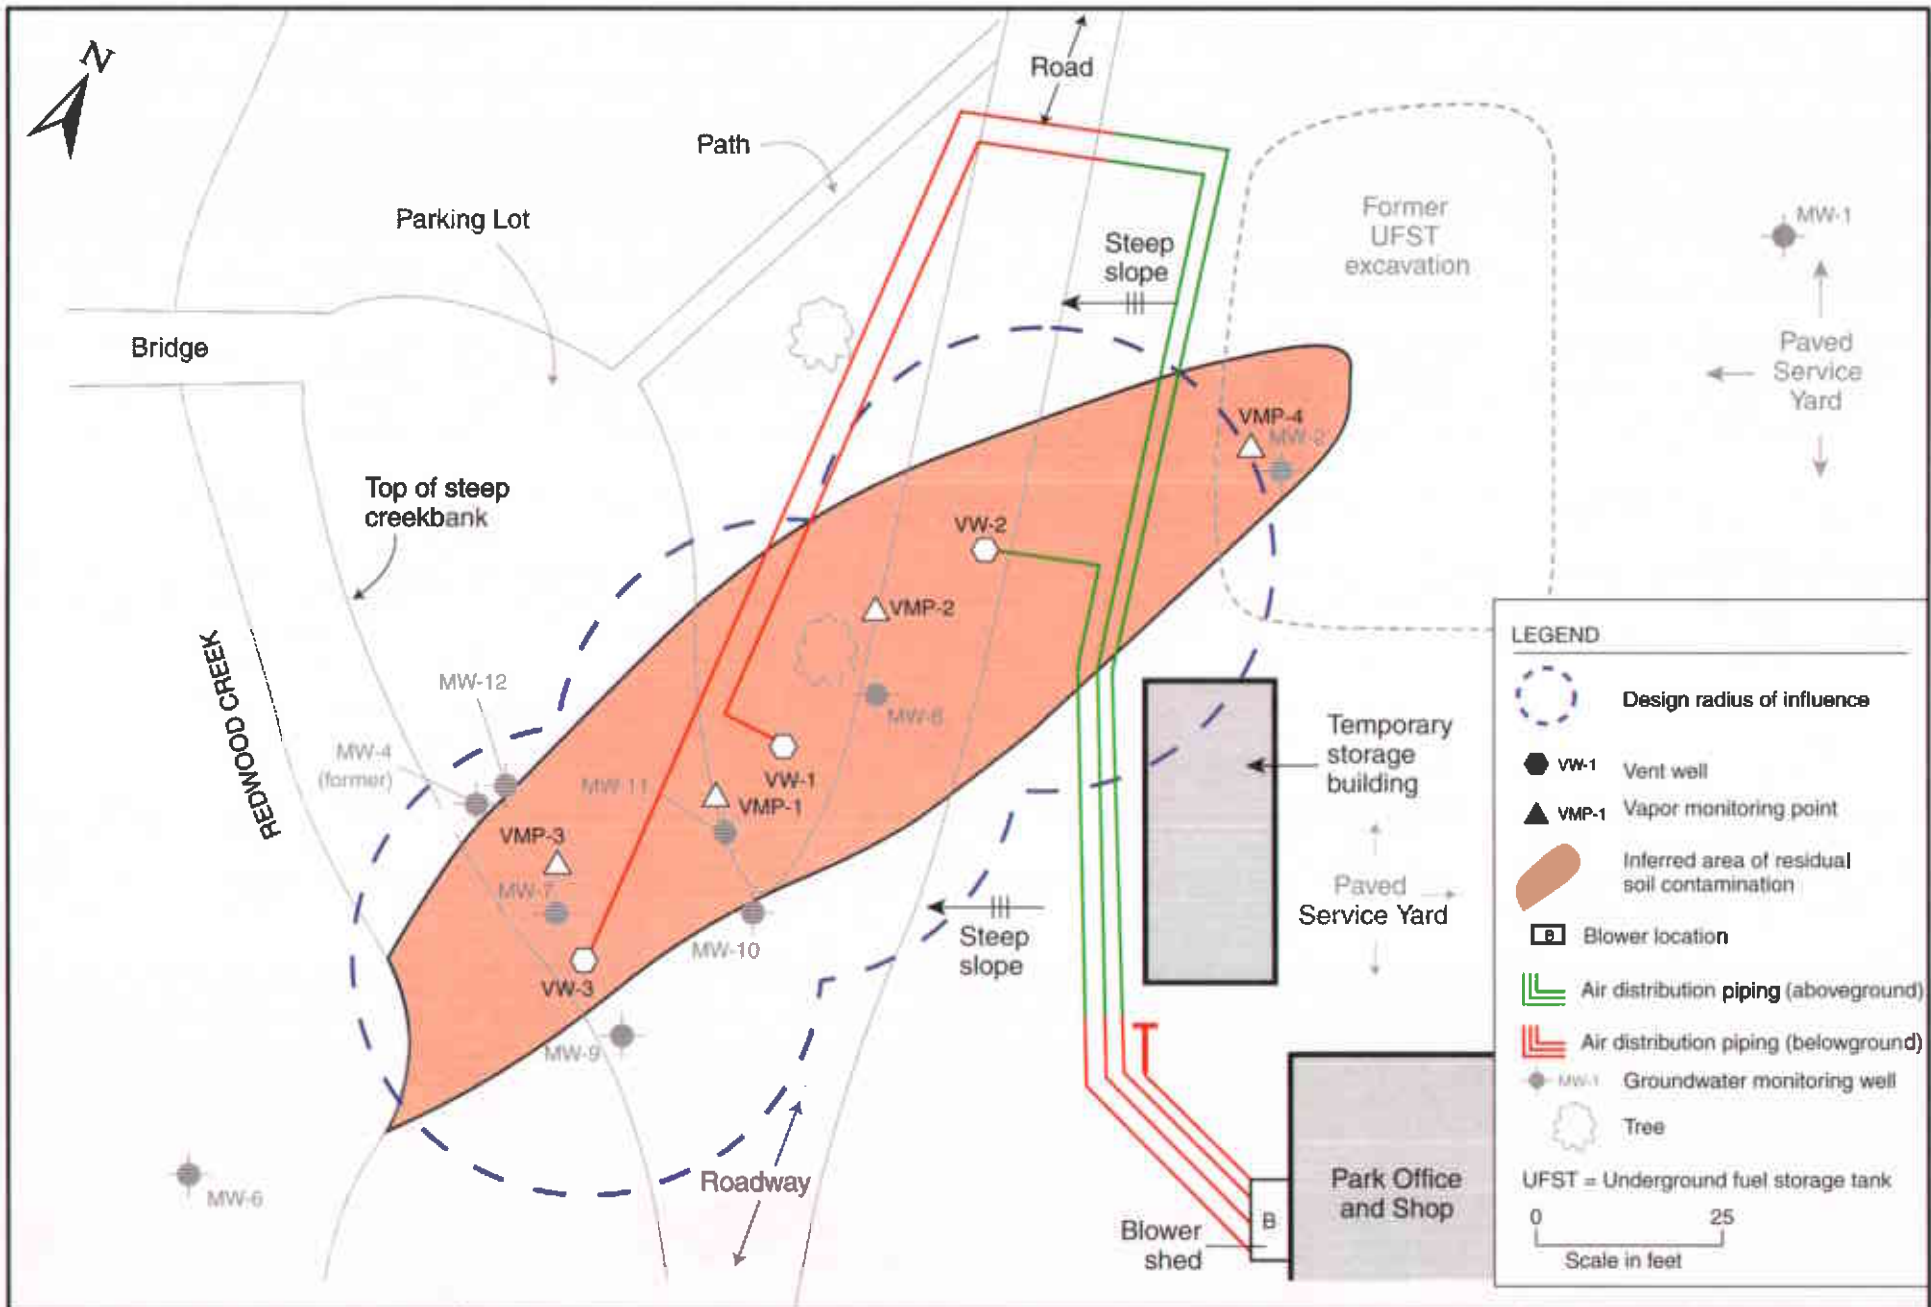 N
Road
Path
Parking Lot
Steep
slope
Former
UFST
excavation
MW-1
Paved
Service
Yard
Bridge
VMP-4
MW-2
Top of steep
creekbank
VW-2
VMP-2
REDWOOD CREEK
MW-12
MW-8
MW-4
(former)
MW-11
VW-1
VMP-1
VMP-3
MW-7
MW-10
VW-3
MW-9
Steep
slope
Temporary
storage
building
Paved
Service Yard
MW-6
Roadway
Blower
shed
B
Park Office
and Shop
LEGEND
Design radius of influence
VW-1 Vent well
VMP-1 Vapor monitoring point
Inferred area of residual
soil contamination
B Blower location
Air distribution piping (aboveground)
Air distribution piping (belowground)
MW-1 Groundwater monitoring well
Tree
UFST = Underground fuel storage tank
0 25
Scale in feet